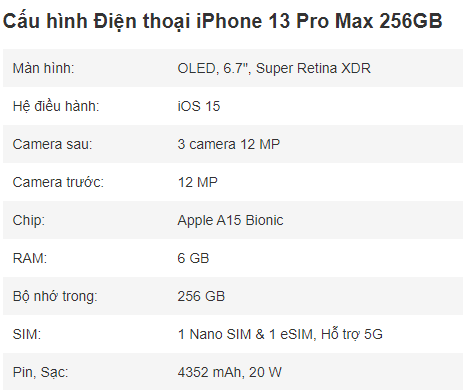 Cấu hình Điện thoại iPhone 13 Pro Max 256GB
Màn hình: OLED, 6.7", Super Retina XDR
Hệ điều hành: iOS 15
Camera sau: 3 camera 12 MP
Camera trước: 12 MP
Chip: Apple A15 Bionic
RAM: 6 GB
Bộ nhớ trong: 256 GB
SIM: 1 Nano SIM & 1 eSIM, Hỗ trợ 5G
Pin, Sạc: 4352 mAh, 20 W